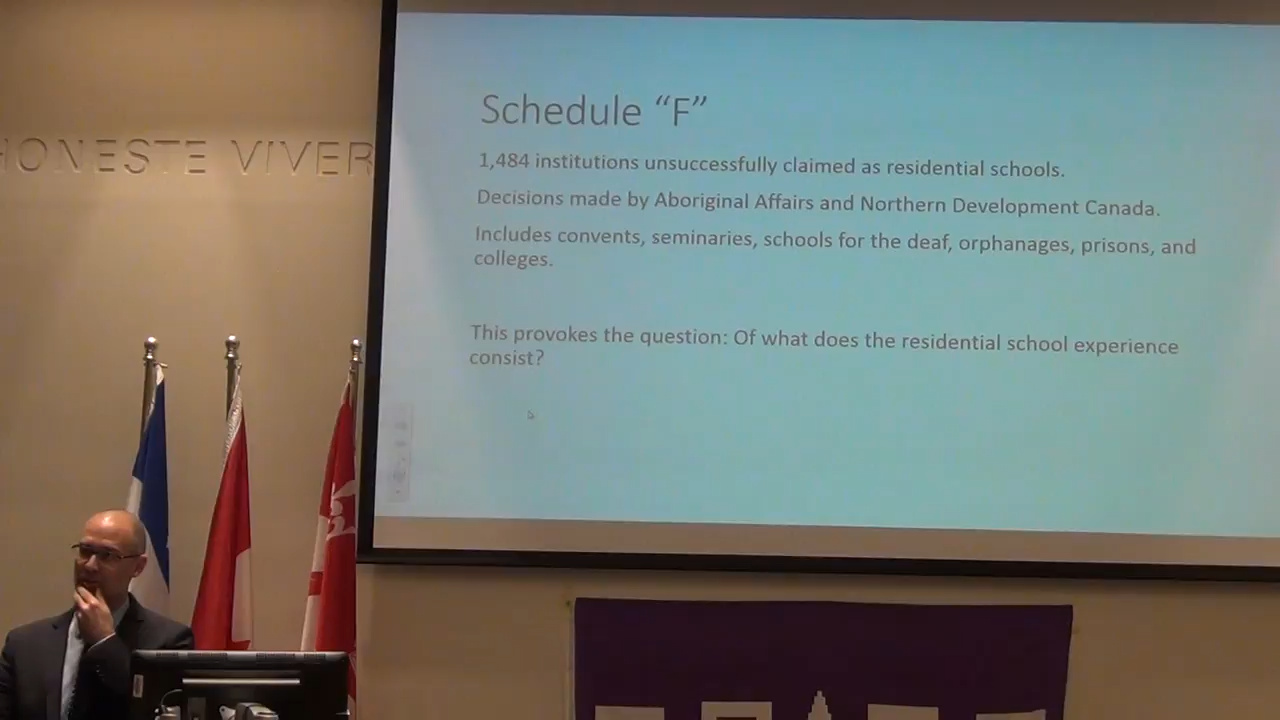 HONESTE VIVER
Schedule “F”
1,484 institutions unsuccessfully claimed as residential schools.
Decisions made by Aboriginal Affairs and Northern Development Canada.
Includes convents, seminaries, schools for the deaf, orphanages, prisons, and
colleges.
This provokes the question: Of what does the residential school experience
consist?